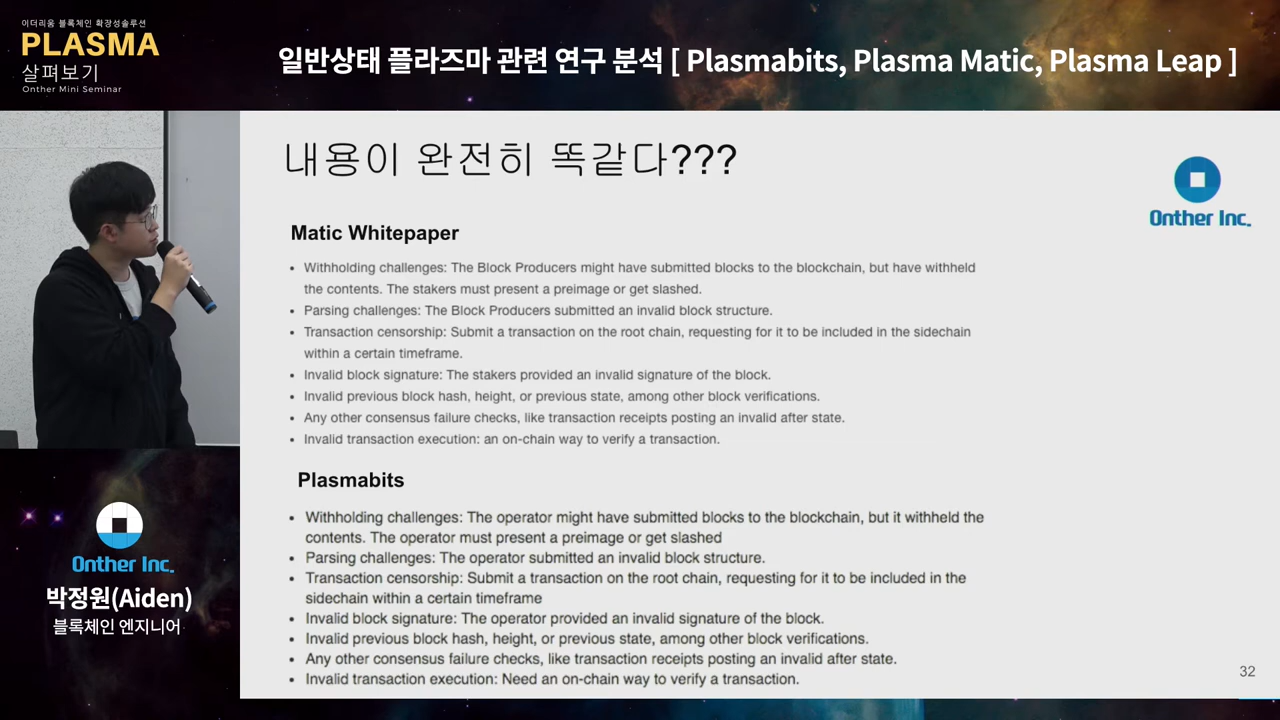 이더리움 블록체인 확장성솔루션
PLASMA
살펴보기
Onther Mini Seminar
일반상태 플라즈마 관련 연구 분석 [ Plasmabits, Plasma Matic, Plasma Leap ]
내용이 완전히 똑같다???
Onther Inc.
Matic Whitepaper
• Withholding challenges: The Block Producers might have submitted blocks to the blockchain, but have withheld
the contents. The stakers must present a preimage or get slashed.
• Parsing challenges: The Block Producers submitted an invalid block structure.
• Transaction censorship: Submit a transaction on the root chain, requesting for it to be included in the sidechain
within a certain timeframe.
• Invalid block signature: The stakers provided an invalid signature of the block.
• Invalid previous block hash, height, or previous state, among other block verifications.
• Any other consensus failure checks, like transaction receipts posting an invalid after state.
• Invalid transaction execution: an on-chain way to verify a transaction.
Plasmabits
• Withholding challenges: The operator might have submitted blocks to the blockchain, but it withheld the
contents. The operator must present a preimage or get slashed
• Parsing challenges: The operator submitted an invalid block structure.
• Transaction censorship: Submit a transaction on the root chain, requesting for it to be included in the
sidechain within a certain timeframe
• Invalid block signature: The operator provided an invalid signature of the block.
• Invalid previous block hash, height, or previous state, among other block verifications.
• Any other consensus failure checks, like transaction receipts posting an invalid after state.
• Invalid transaction execution: Need an on-chain way to verify a transaction.
32
Onther Inc.
박정원(Aiden)
블록체인 엔지니어